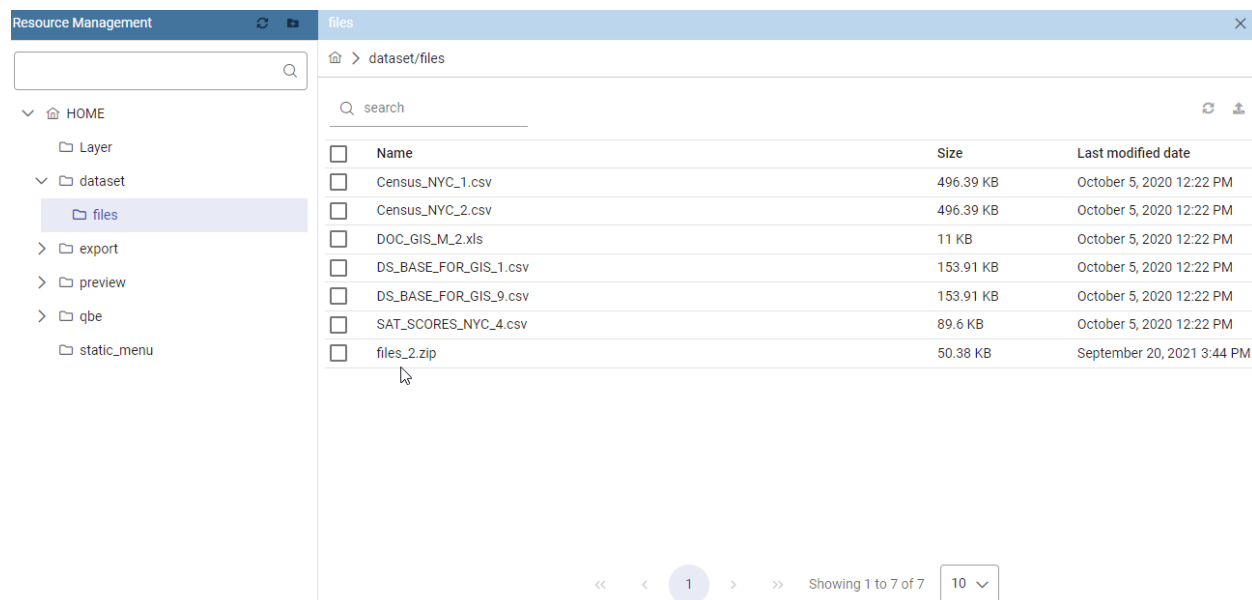 Resource Management
HOME
Layer
dataset
files
export
preview
qbe
static_menu
files
dataset/files
search
Name Size Last modified date
Census_NYC_1.csv 496.39 KB October 5, 2020 12:22 PM
Census_NYC_2.csv 496.39 KB October 5, 2020 12:22 PM
DOC_GIS_M_2.xls 11 KB October 5, 2020 12:22 PM
DS_BASE_FOR_GIS_1.csv 153.91 KB October 5, 2020 12:22 PM
DS_BASE_FOR_GIS_9.csv 153.91 KB October 5, 2020 12:22 PM
SAT_SCORES_NYC_4.csv 89.6 KB October 5, 2020 12:22 PM
files_2.zip 50.38 KB September 20, 2021 3:44 PM
1 Showing 1 to 7 of 7 10